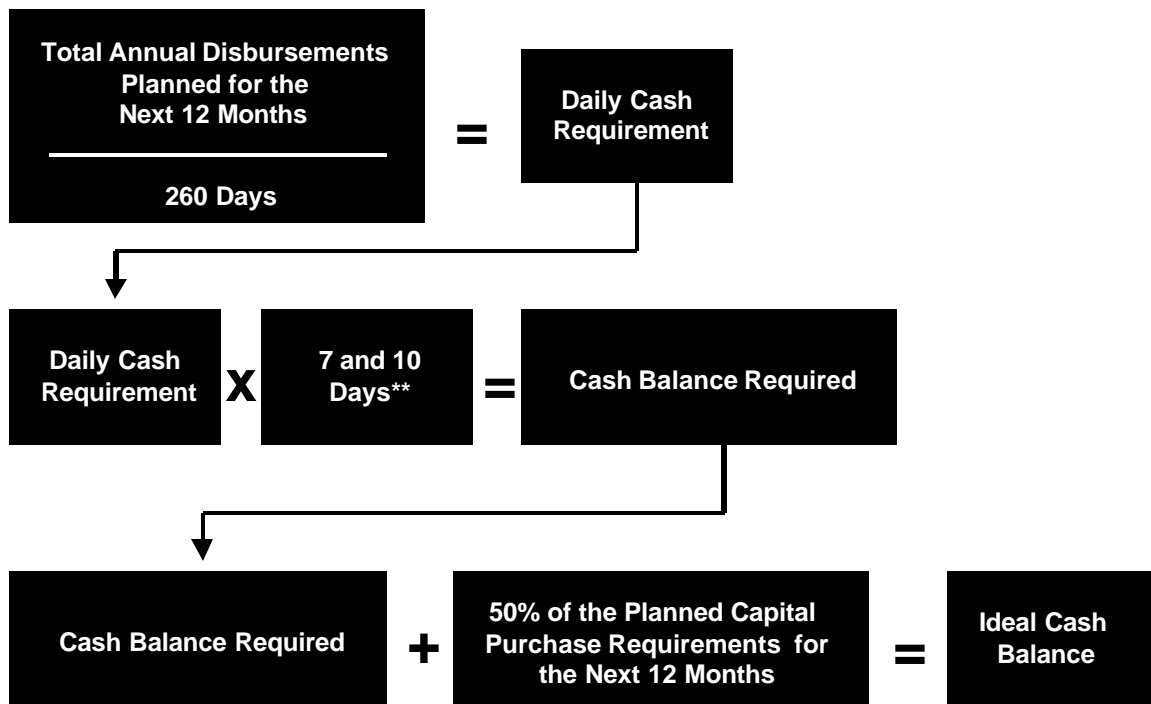 Total Annual Disbursements
Planned for the
Next 12 Months
260 Days
=
Daily Cash
Requirement
Daily Cash
Requirement
X
7 and 10
Days**
=
Cash Balance Required
Cash Balance Required
+
50% of the Planned Capital
Purchase Requirements for
the Next 12 Months
=
Ideal Cash
Balance